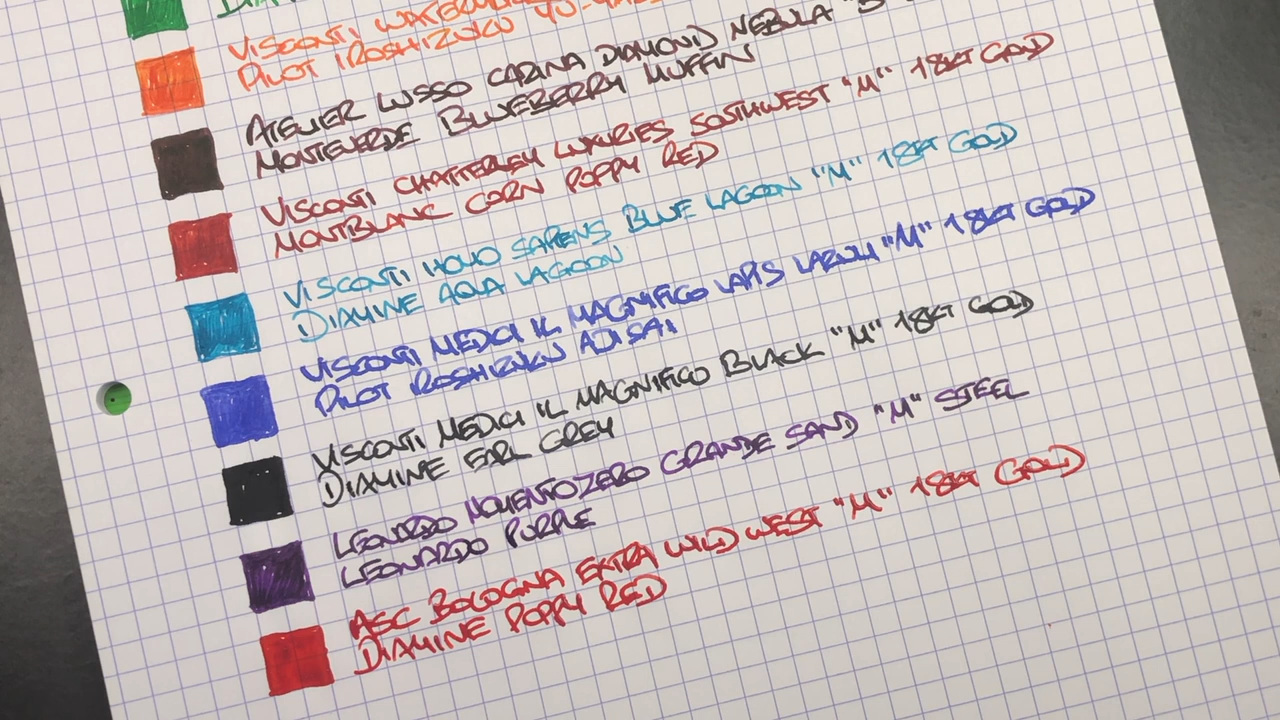 VISCONTI
PILOT IROSHIZUKU YU-YAKE
ATELIER LUSSO CARINA DIAMOND NEBULA "B"
MONTEVERDE BLUEBERRY MUFFIN
VISCONTI CHATTERLEY LUXURIES SOUTHWEST "M" 18KT GOLD
MONTBLANC CORN POPPY RED
VISCONTI HOMO SAPIENS BLUE LAGOON "M" 18KT GOLD
DIAMINE AQUA LAGOON
VISCONTI MEDICI IL MAGNIFICO LAPIS LAZULI "M" 18KT GOLD
PILOT IROSHIZUKU AJISAI
VISCONTI MEDICI IL MAGNIFICO BLACK "M" 18KT GOLD
DIAMINE EARL GREY
LEONARDO MOMENTOZERO GRANDE SAND "M" STEEL
LEONARDO PURPLE
ASC BOLOGNA EXTRA WILD WEST "M" 18KT GOLD
DIAMINE POPPY RED